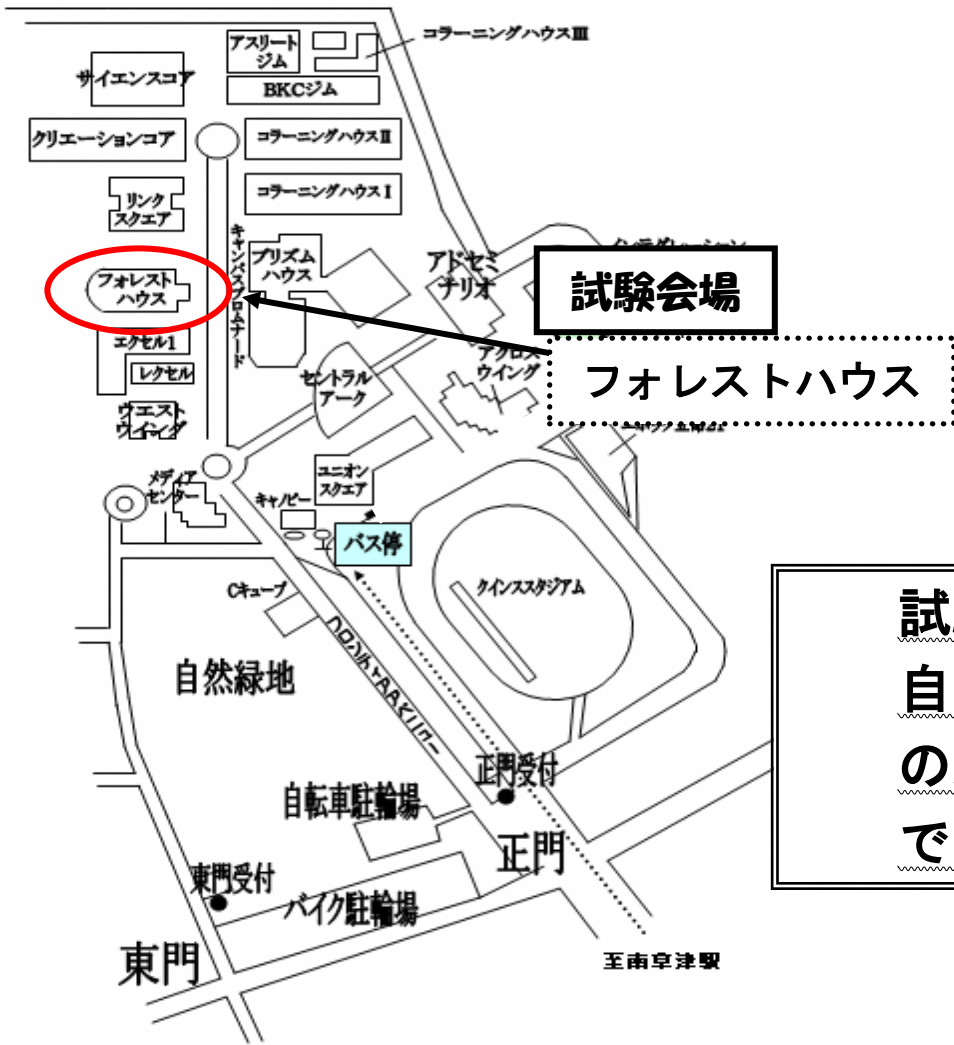 アスリート
ジム
コラーニングハウスⅢ
サイエンスコア
BKCジム
クリエーションコア
コラーニングハウスⅡ
リンク
スクエア
コラーニングハウスⅠ
キャンパスプロムナード
プリズム
ハウス
アドセミ
ナリオ
インテグレーション
試験会場
フォレスト
ハウス
フォレストハウス
エクセル1
レクセル
アクロス
ウイング
セントラル
アーク
ウエスト
ウイング
メディア
センター
ユニオン
スクエア
キャノピー
バス停
クインススタジアム
Cキューブ
自然緑地
試
自
の
で
正門受付
自転車駐輪場
正門
東門受付
バイク駐輪場
東門
至南草津駅